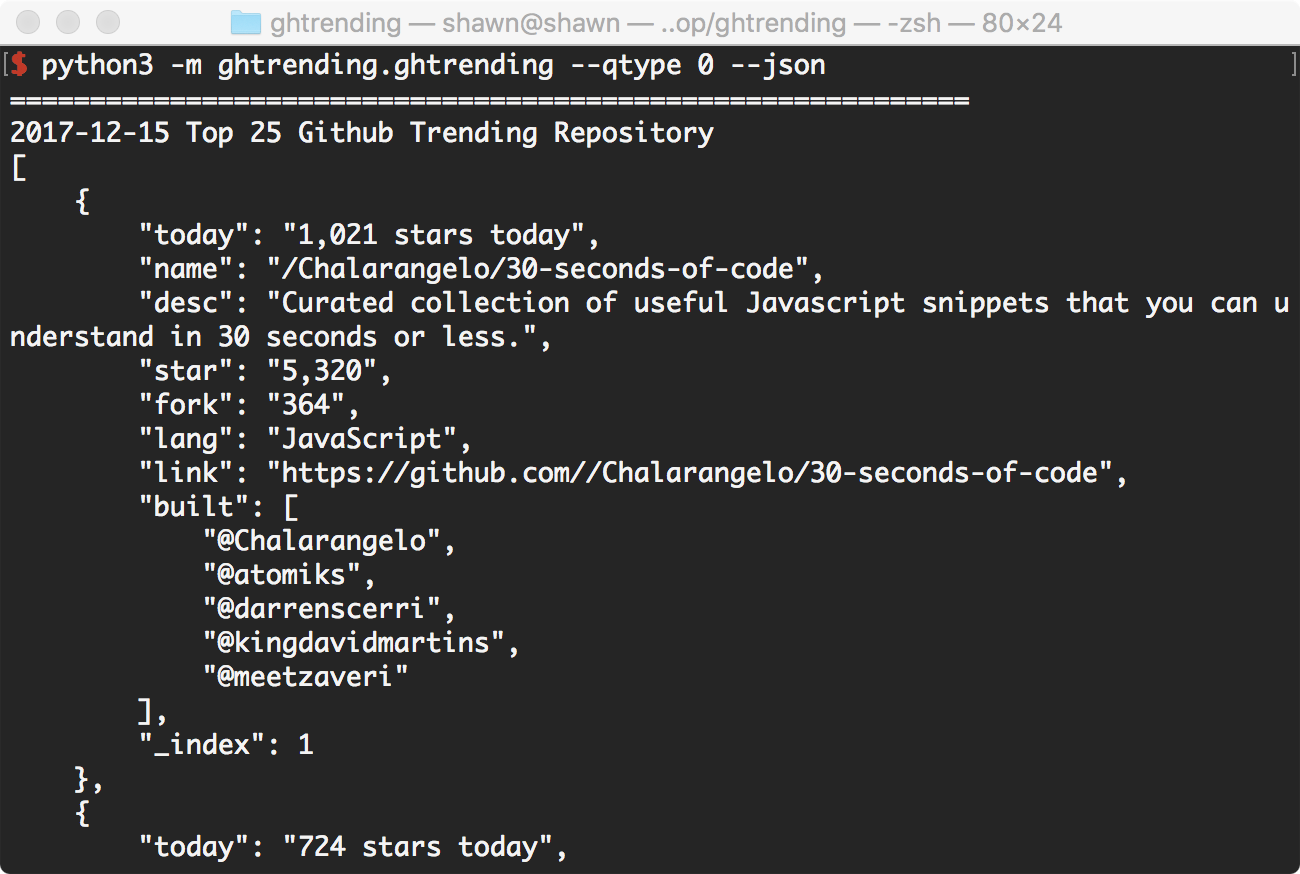 ghtrending — shawn@shawn — ..op/ghtrending — -zsh — 80×24
[$ python3 -m ghtrending.ghtrending --qtype 0 --json ]
============================================================
2017-12-15 Top 25 Github Trending Repository
[
    {
        "today": "1,021 stars today",
        "name": "/Chalarangelo/30-seconds-of-code",
        "desc": "Curated collection of useful Javascript snippets that you can u
nderstand in 30 seconds or less.",
        "star": "5,320",
        "fork": "364",
        "lang": "JavaScript",
        "link": "https://github.com//Chalarangelo/30-seconds-of-code",
        "built": [
            "@Chalarangelo",
            "@atomiks",
            "@darrenscerri",
            "@kingdavidmartins",
            "@meetzaveri"
        ],
        "_index": 1
    },
    {
        "today": "724 stars today",